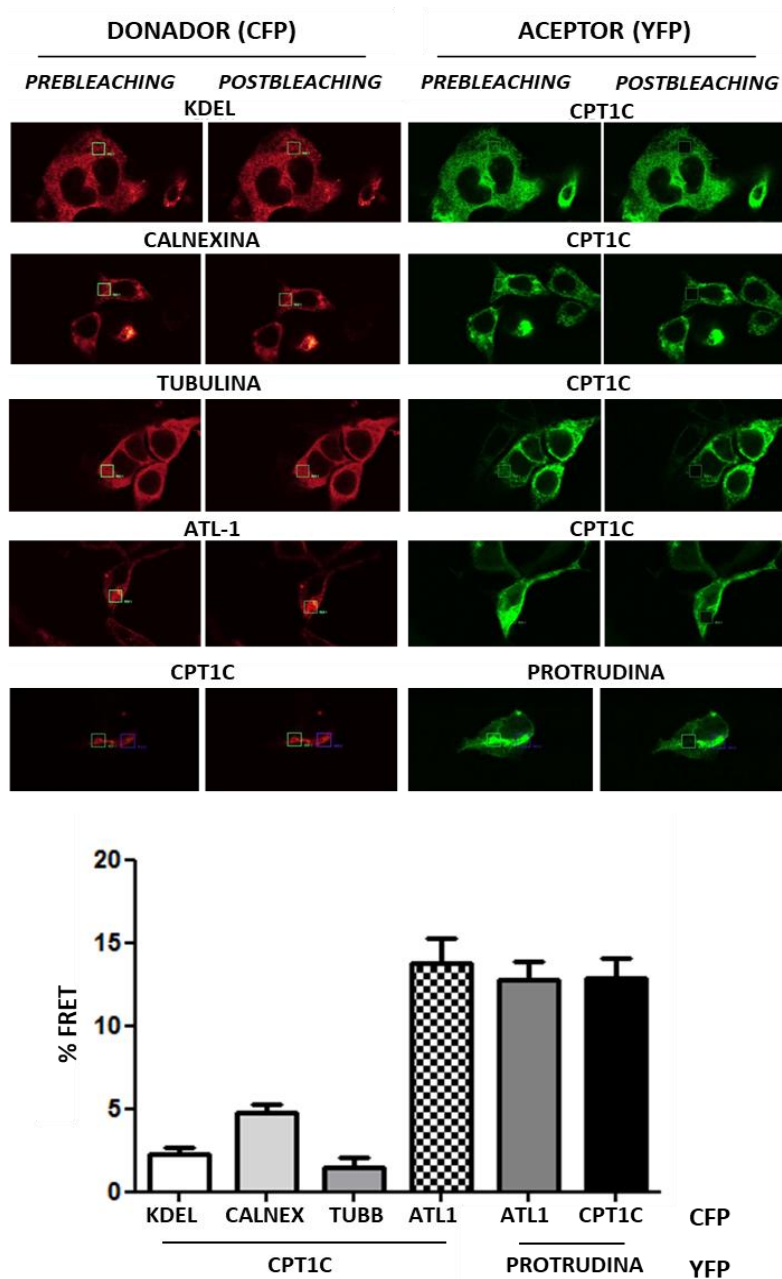 DONADOR (CFP) ACEPTOR (YFP)
PREBLEACHING POSTBLEACHING PREBLEACHING POSTBLEACHING
KDEL CPT1C
CALNEXINA CPT1C
TUBULINA CPT1C
ATL-1 CPT1C
CPT1C PROTRUDINA
20
15
10
5
0
% FRET
KDEL CALNEX TUBB ATL1 ATL1 CPT1C CFP
CPT1C PROTRUDINA YFP